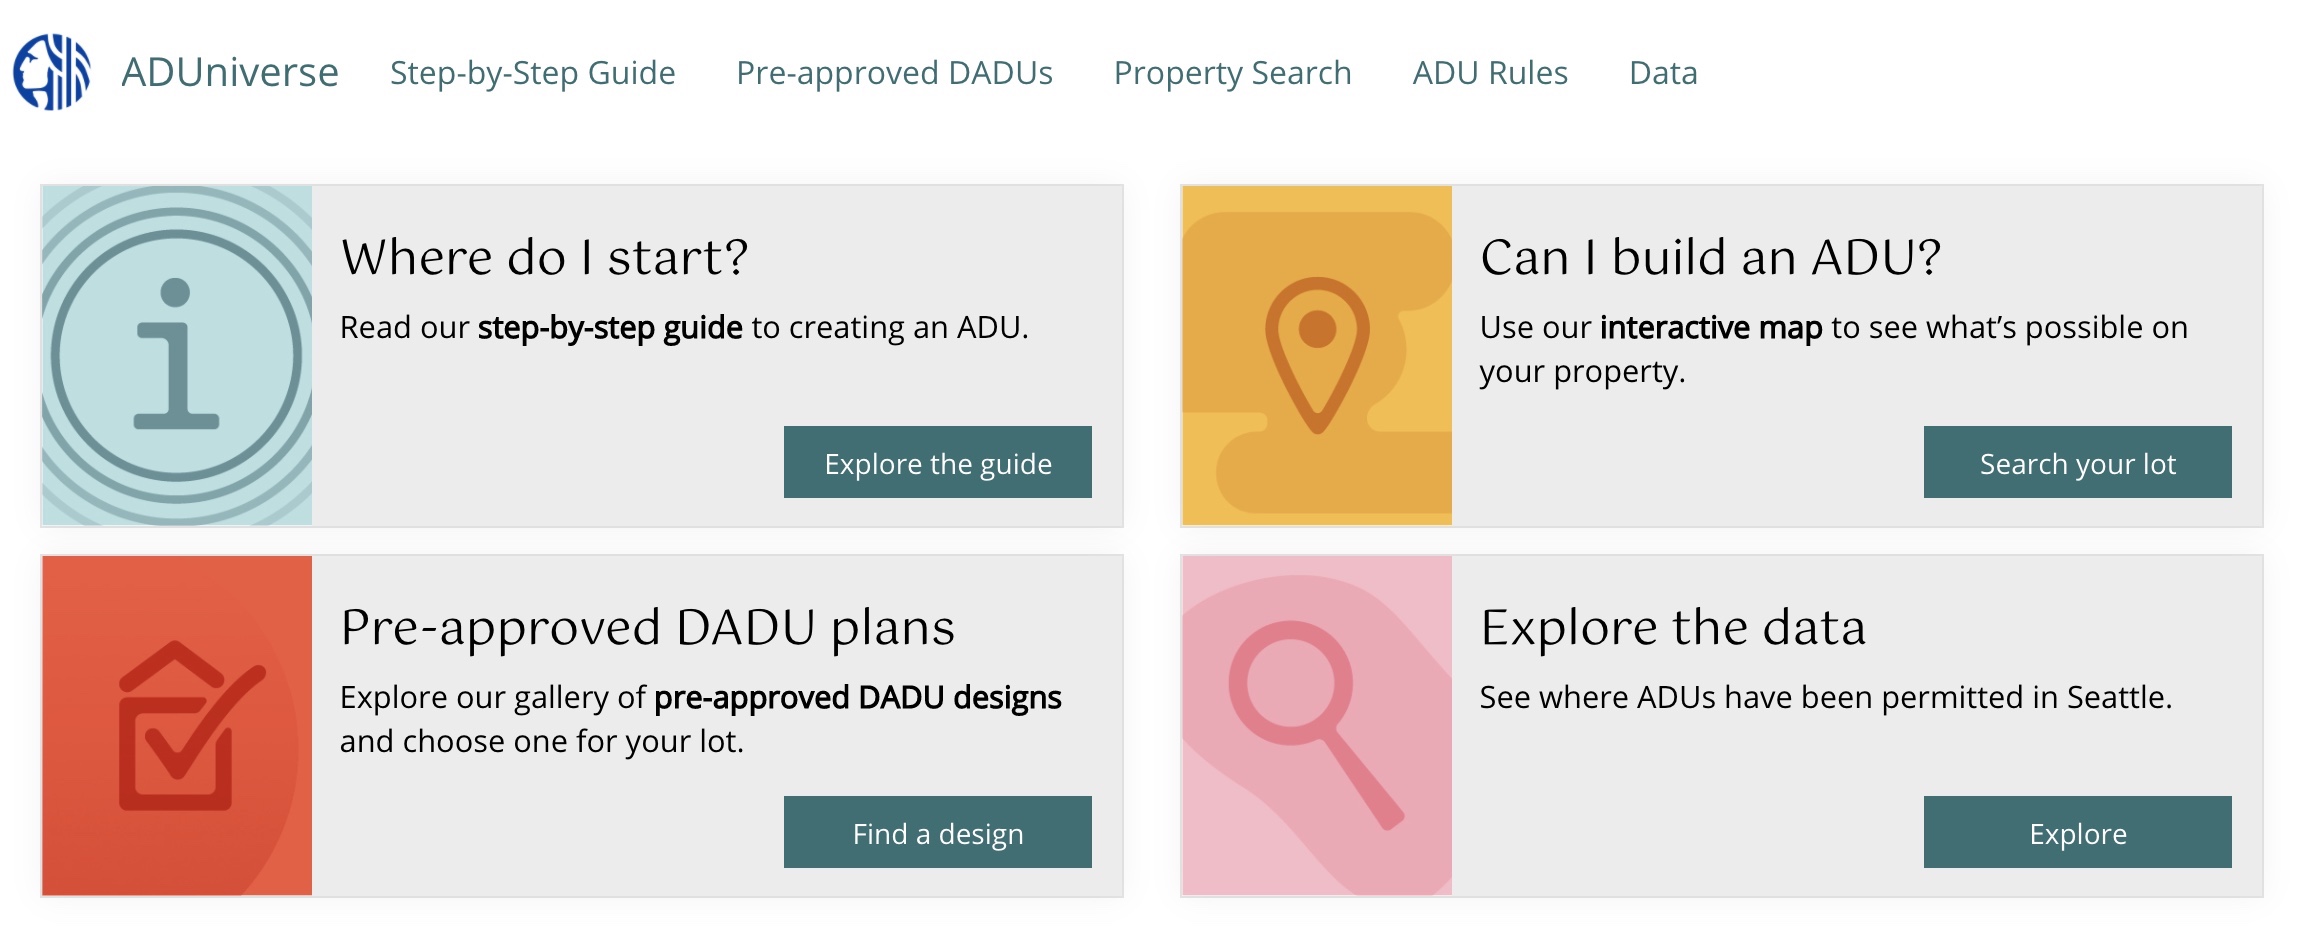 ADUniverse Step-by-Step Guide Pre-approved DADUs Property Search ADU Rules Data
Where do I start?
Read our step-by-step guide to creating an ADU.
Explore the guide
Can I build an ADU?
Use our interactive map to see what’s possible on
your property.
Search your lot
Pre-approved DADU plans
Explore our gallery of pre-approved DADU designs
and choose one for your lot.
Find a design
Explore the data
See where ADUs have been permitted in Seattle.
Explore